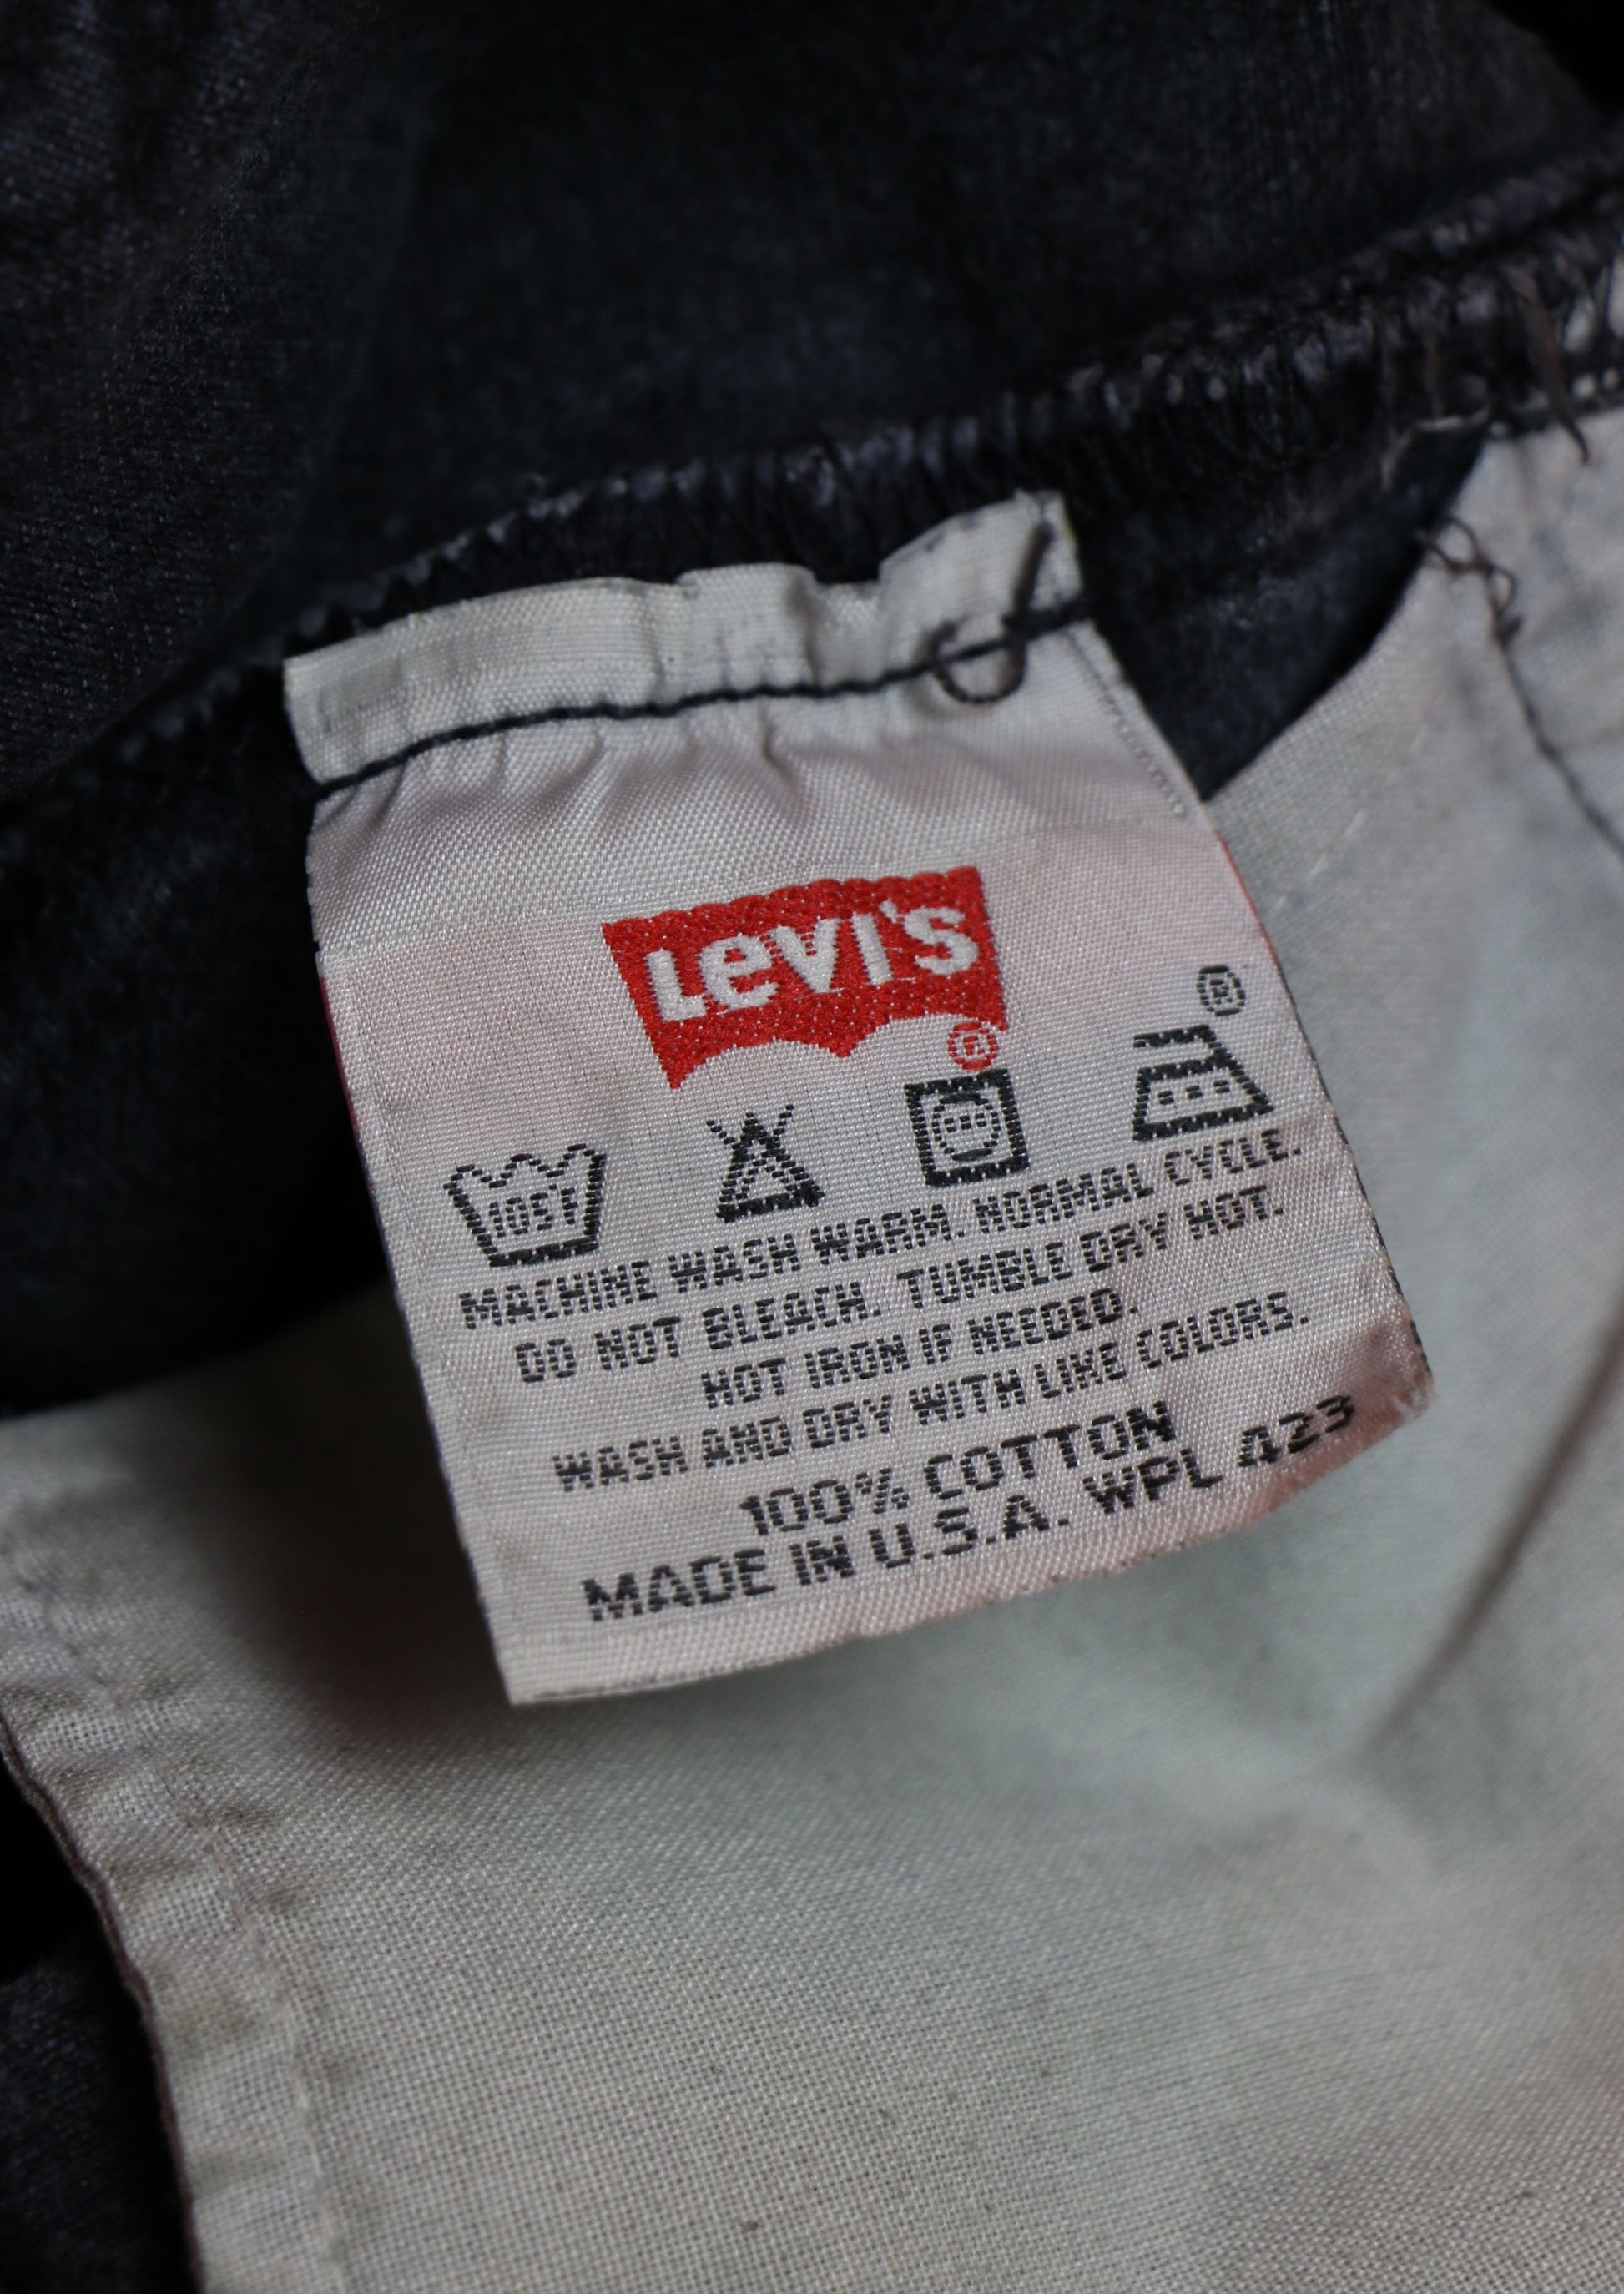 Levi's
®
®
105F
MACHINE WASH WARM. NORMAL CYCLE.
DO NOT BLEACH. TUMBLE DRY HOT.
HOT IRON IF NEEDED.
WASH AND DRY WITH LIKE COLORS.
100% COTTON
MADE IN U.S.A. WPL 423